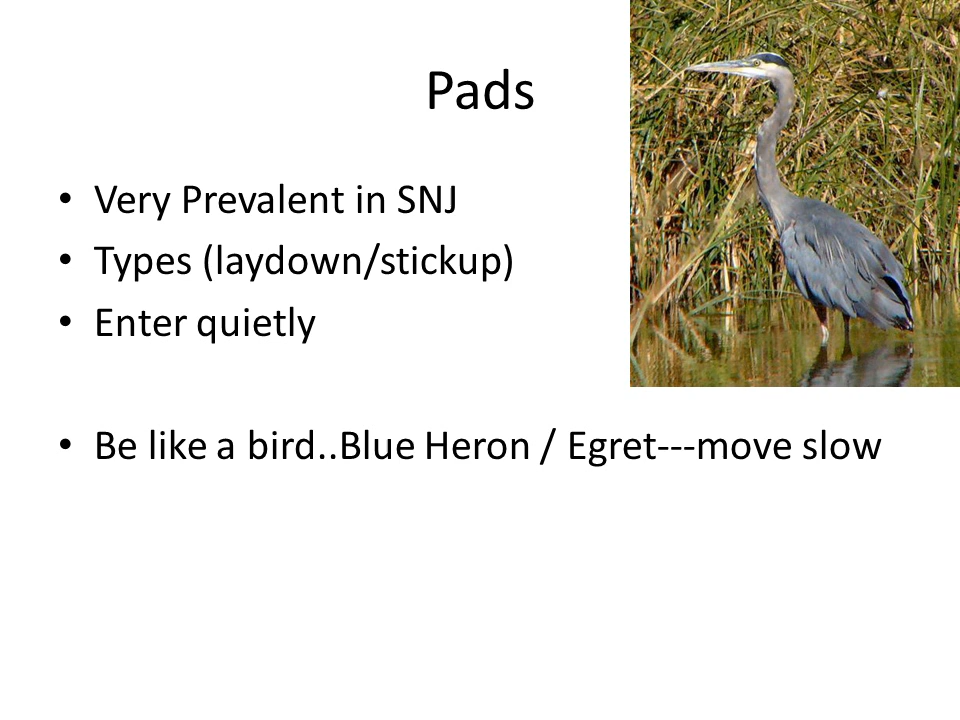 Pads
• Very Prevalent in SNJ
• Types (laydown/stickup)
• Enter quietly
• Be like a bird..Blue Heron / Egret---move slow